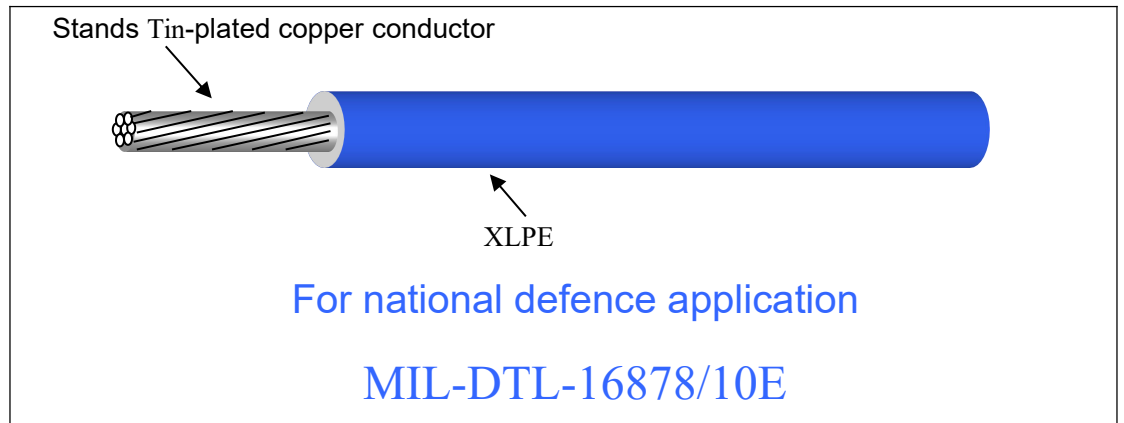 Stands Tin-plated copper conductor
XLPE
For national defence application
MIL-DTL-16878/10E